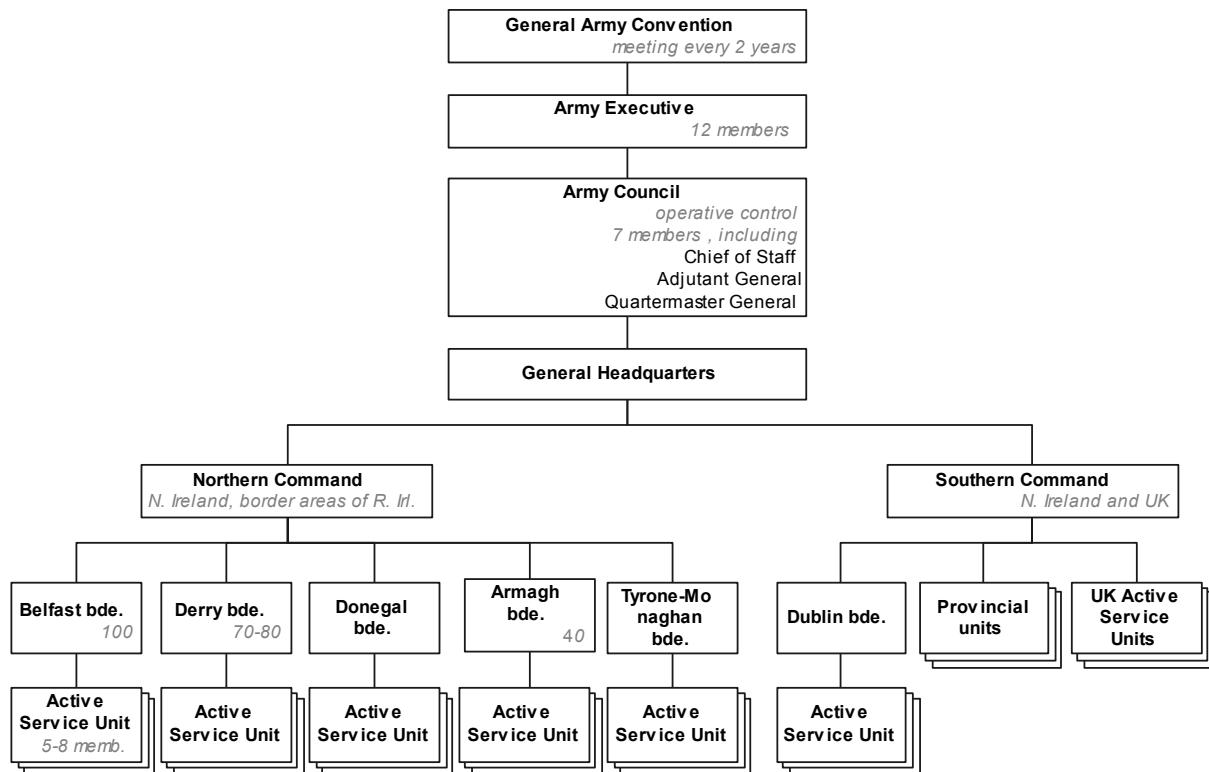 General Army Convention
meeting every 2 years
Army Executive
12 members
Army Council
operative control
7 members , including
Chief of Staff
Adjutant General
Quartermaster General
General Headquarters
Northern Command
N. Ireland, border areas of R. Irl.
Southern Command
N. Ireland and UK
Belfast bde.
100
Derry bde.
70-80
Donegal
bde.
Armagh
bde.
40
Tyrone-Mo
naghan
bde.
Dublin bde.
Provincial
units
UK Active
Service
Units
Active
Service Unit
5-8 memb.
Active
Service Unit
Active
Service Unit
Active
Service Unit
Active
Service Unit
Active
Service Unit